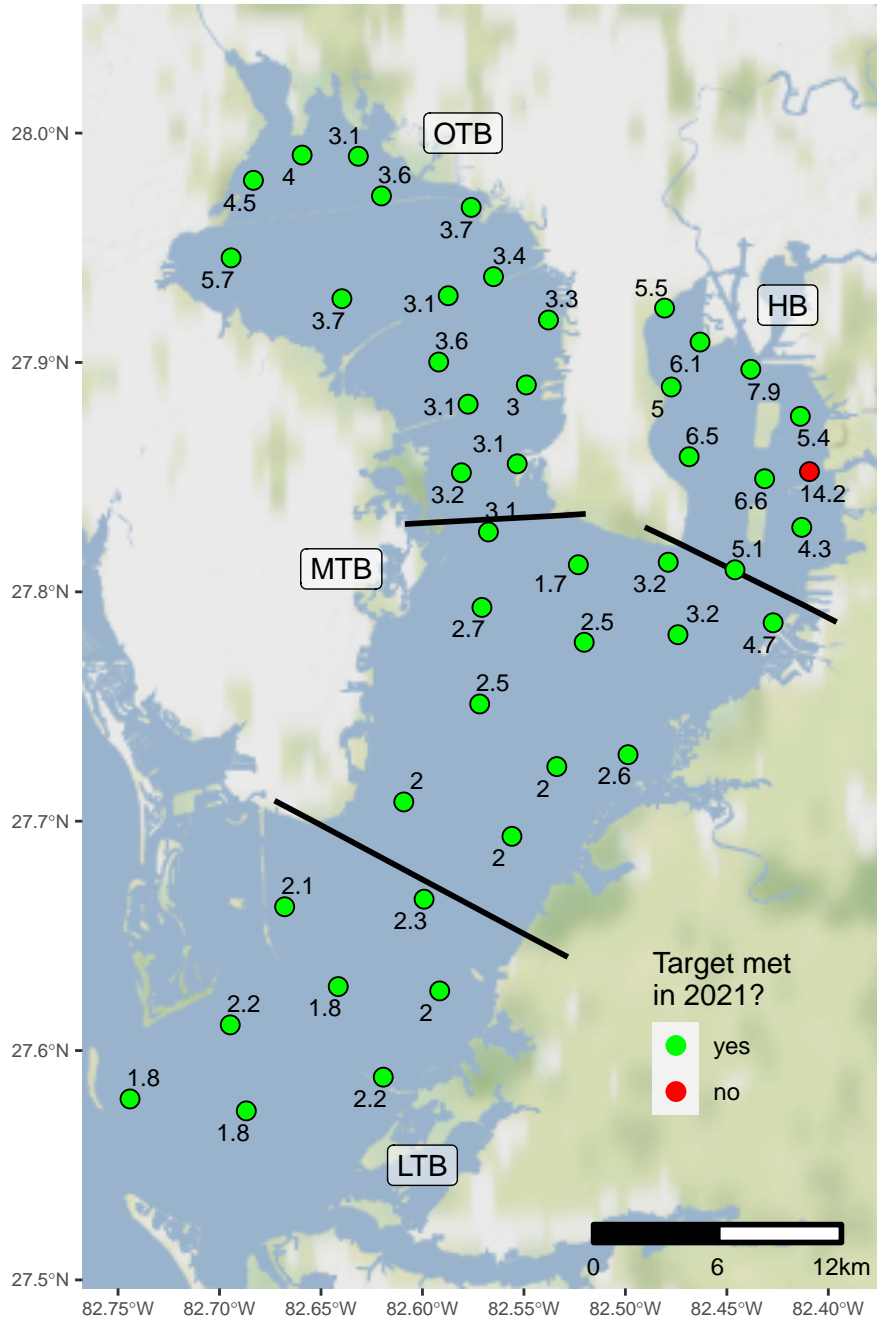 28.0°N
27.9°N
27.8°N
27.7°N
27.6°N
27.5°N
OTB
3.1
4
3.6
4.5
3.7
5.7
3.4
3.1
3.7
3.3
3.6
3.1
3
3.1
3.2
3.1
HB
5.5
6.1
7.9
5
5.4
6.5
6.6
14.2
4.3
5.1
MTB
1.7
3.2
2.7
2.5
3.2
4.7
2.5
2
2.6
2
2
2.1
2.3
1.8
2
2.2
1.8
2.2
1.8
LTB
Target met
in 2021?
yes
no
0 6 12km
82.75°W 82.70°W 82.65°W 82.60°W 82.55°W 82.50°W 82.45°W 82.40°W